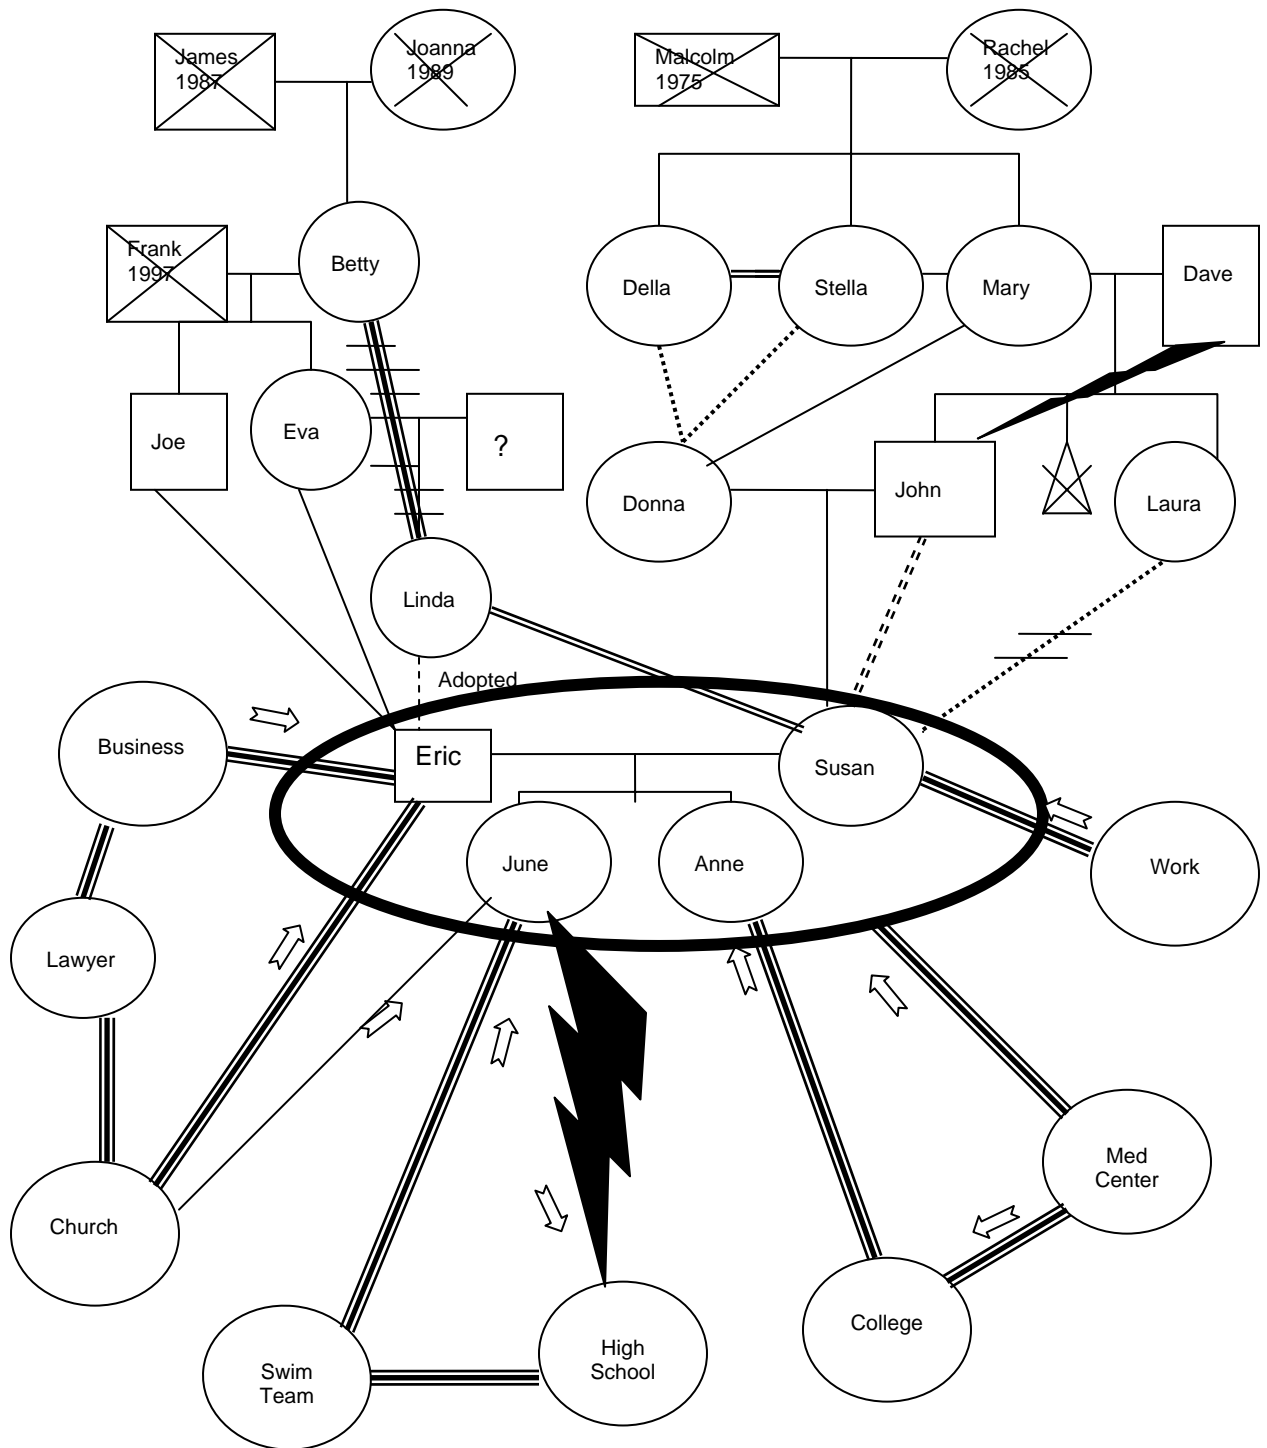 James
1987
Joanna
1989
Malcolm
1975
Rachel
1985
Frank
1997
Betty
Della
Stella
Mary
Dave
Joe
Eva
?
Donna
John
Laura
Linda
Adopted
Business
Eric
Susan
June
Anne
Work
Lawyer
Church
Med
Center
Swim
Team
High
School
College